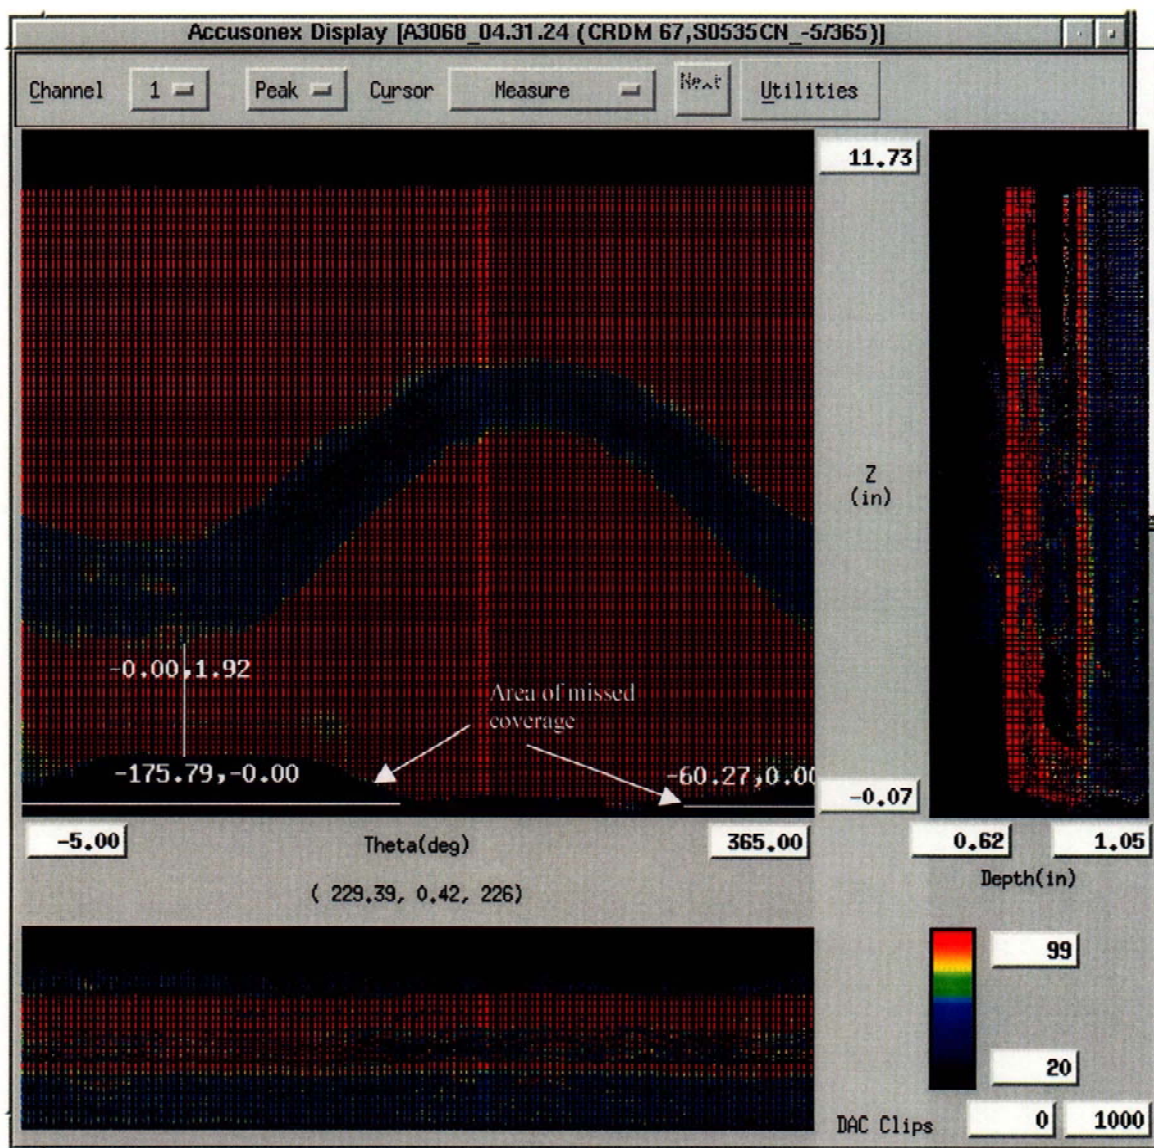 Accusonex Display [A3068_04.31.24 (CRDM 67,S0535CN_-5/365)]
Channel 1 Peak Cursor Measure Next Utilities
11.73
Z
(in)
-0.00,1.92
Area of missed
coverage
-175.79,-0.00
-60.27,0.00
-0.07
-5.00 Theta(deg) 365.00
0.62 1.05
Depth(in)
( 229.39, 0.42, 226)
99
20
DAC Clips 0 1000